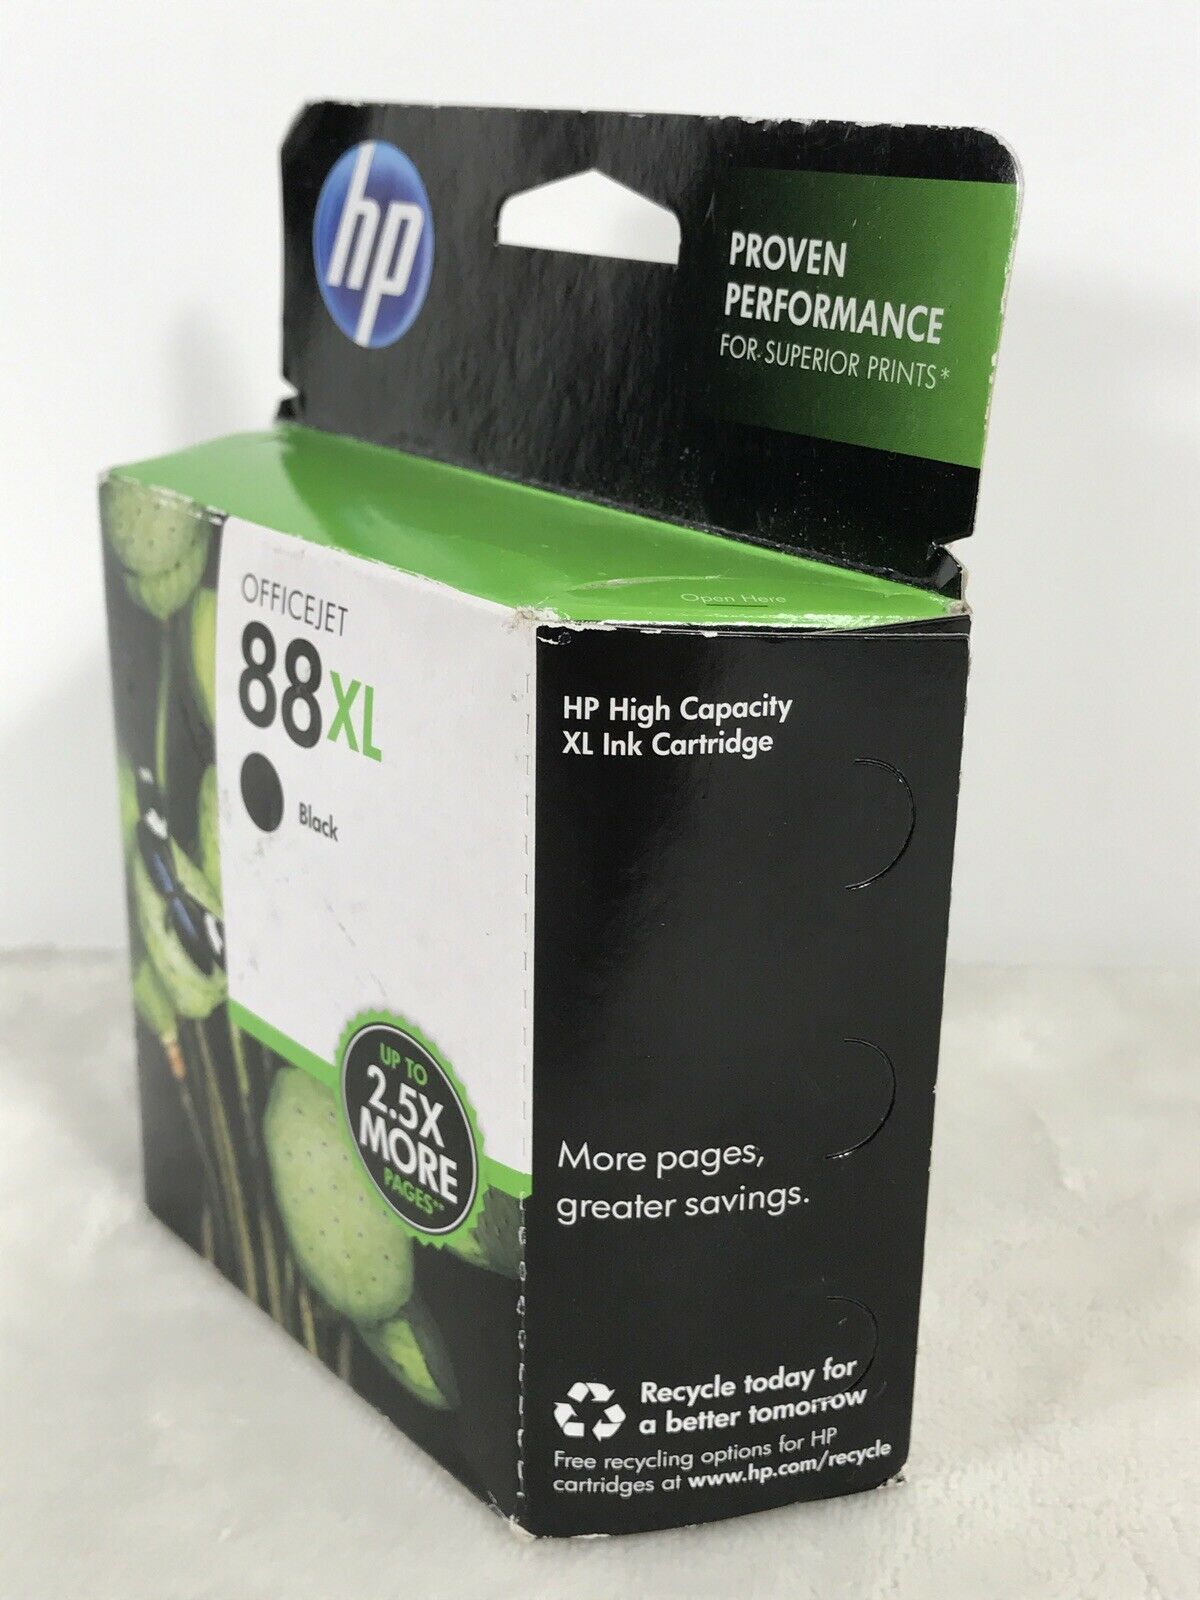 hp
PROVEN
PERFORMANCE
FOR SUPERIOR PRINTS*
Open Here
OFFICEJET
88XL
Black
UP TO
2.5X
MORE
PAGES**
HP High Capacity
XL Ink Cartridge
More pages,
greater savings.
Recycle today for
a better tomorrow
Free recycling options for HP
cartridges at www.hp.com/recycle